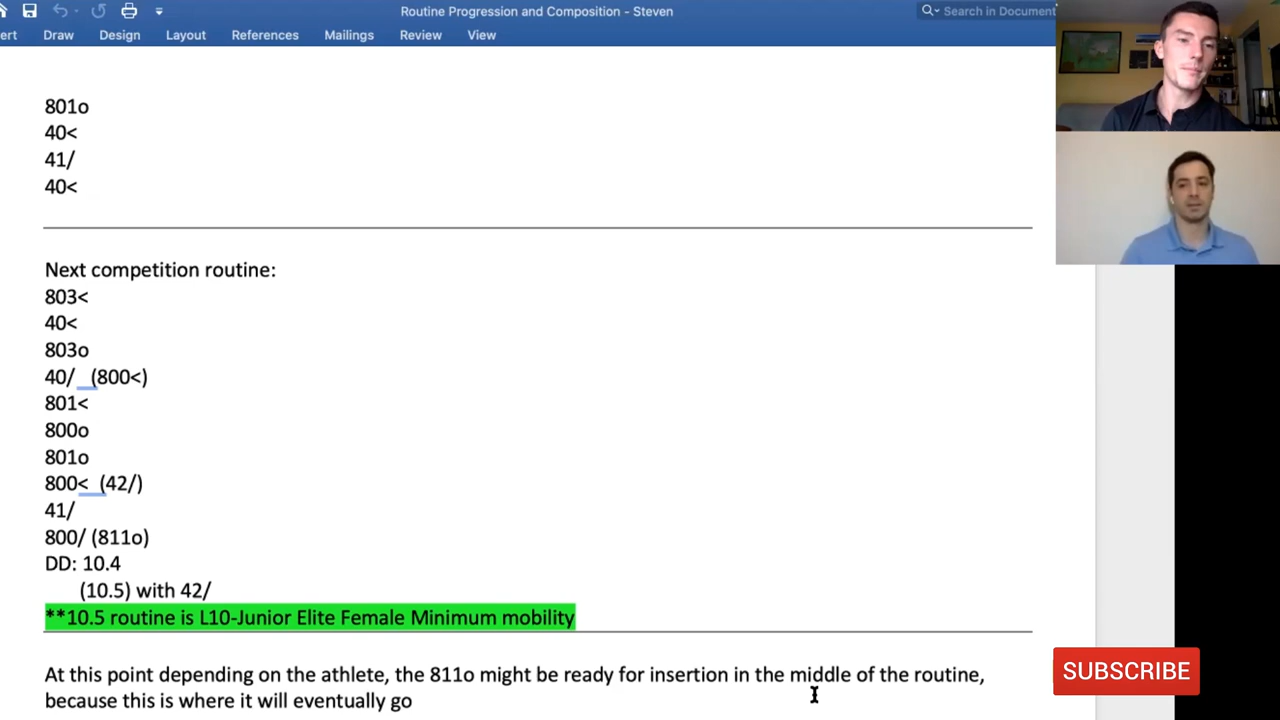 Routine Progression and Composition - Steven
Search in Document
ert Draw Design Layout References Mailings Review View
801o
40<
41/
40<
Next competition routine:
803<
40<
803o
40/ (800<)
801<
800o
801o
800< (42/)
41/
800/ (811o)
DD: 10.4
(10.5) with 42/
**10.5 routine is L10-Junior Elite Female Minimum mobility
At this point depending on the athlete, the 811o might be ready for insertion in the middle of the routine,
because this is where it will eventually go
SUBSCRIBE